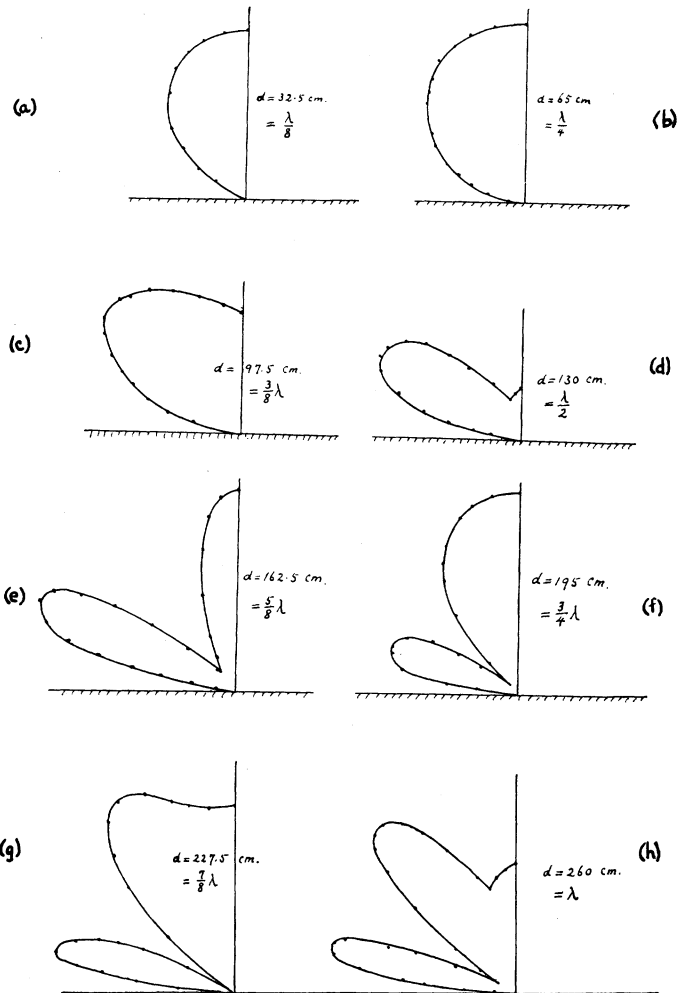 (a)
d = 32.5 cm.
= λ/8
d = 65 cm
= λ/4
(b)
(c)
d = 97.5 cm.
= 3/8 λ
d = 130 cm.
= λ/2
(d)
(e)
d = 162.5 cm.
= 5/8 λ
d = 195 cm.
= 3/4 λ
(f)
(g)
d = 227.5 cm.
= 7/8 λ
d = 260 cm.
= λ
(h)